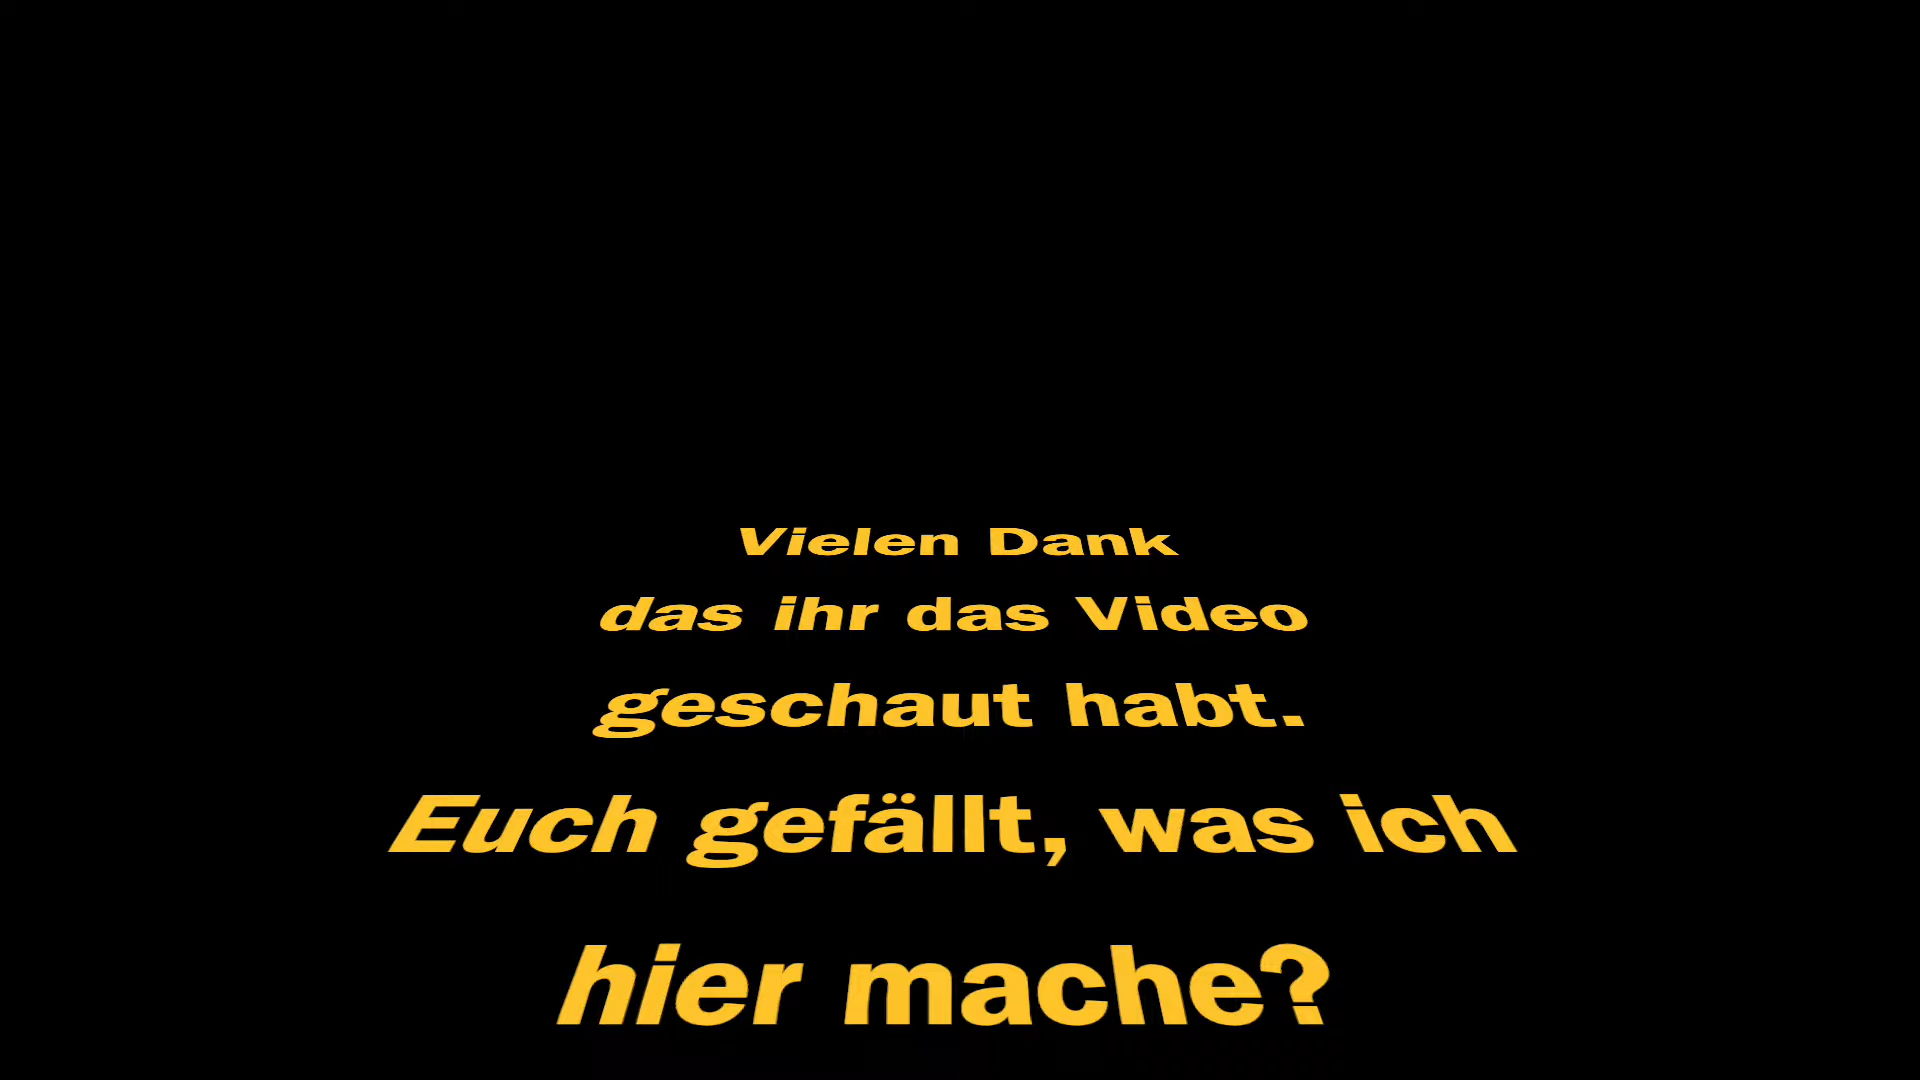 Vielen Dank
das ihr das Video
geschaut habt.
Euch gefällt, was ich
hier mache?